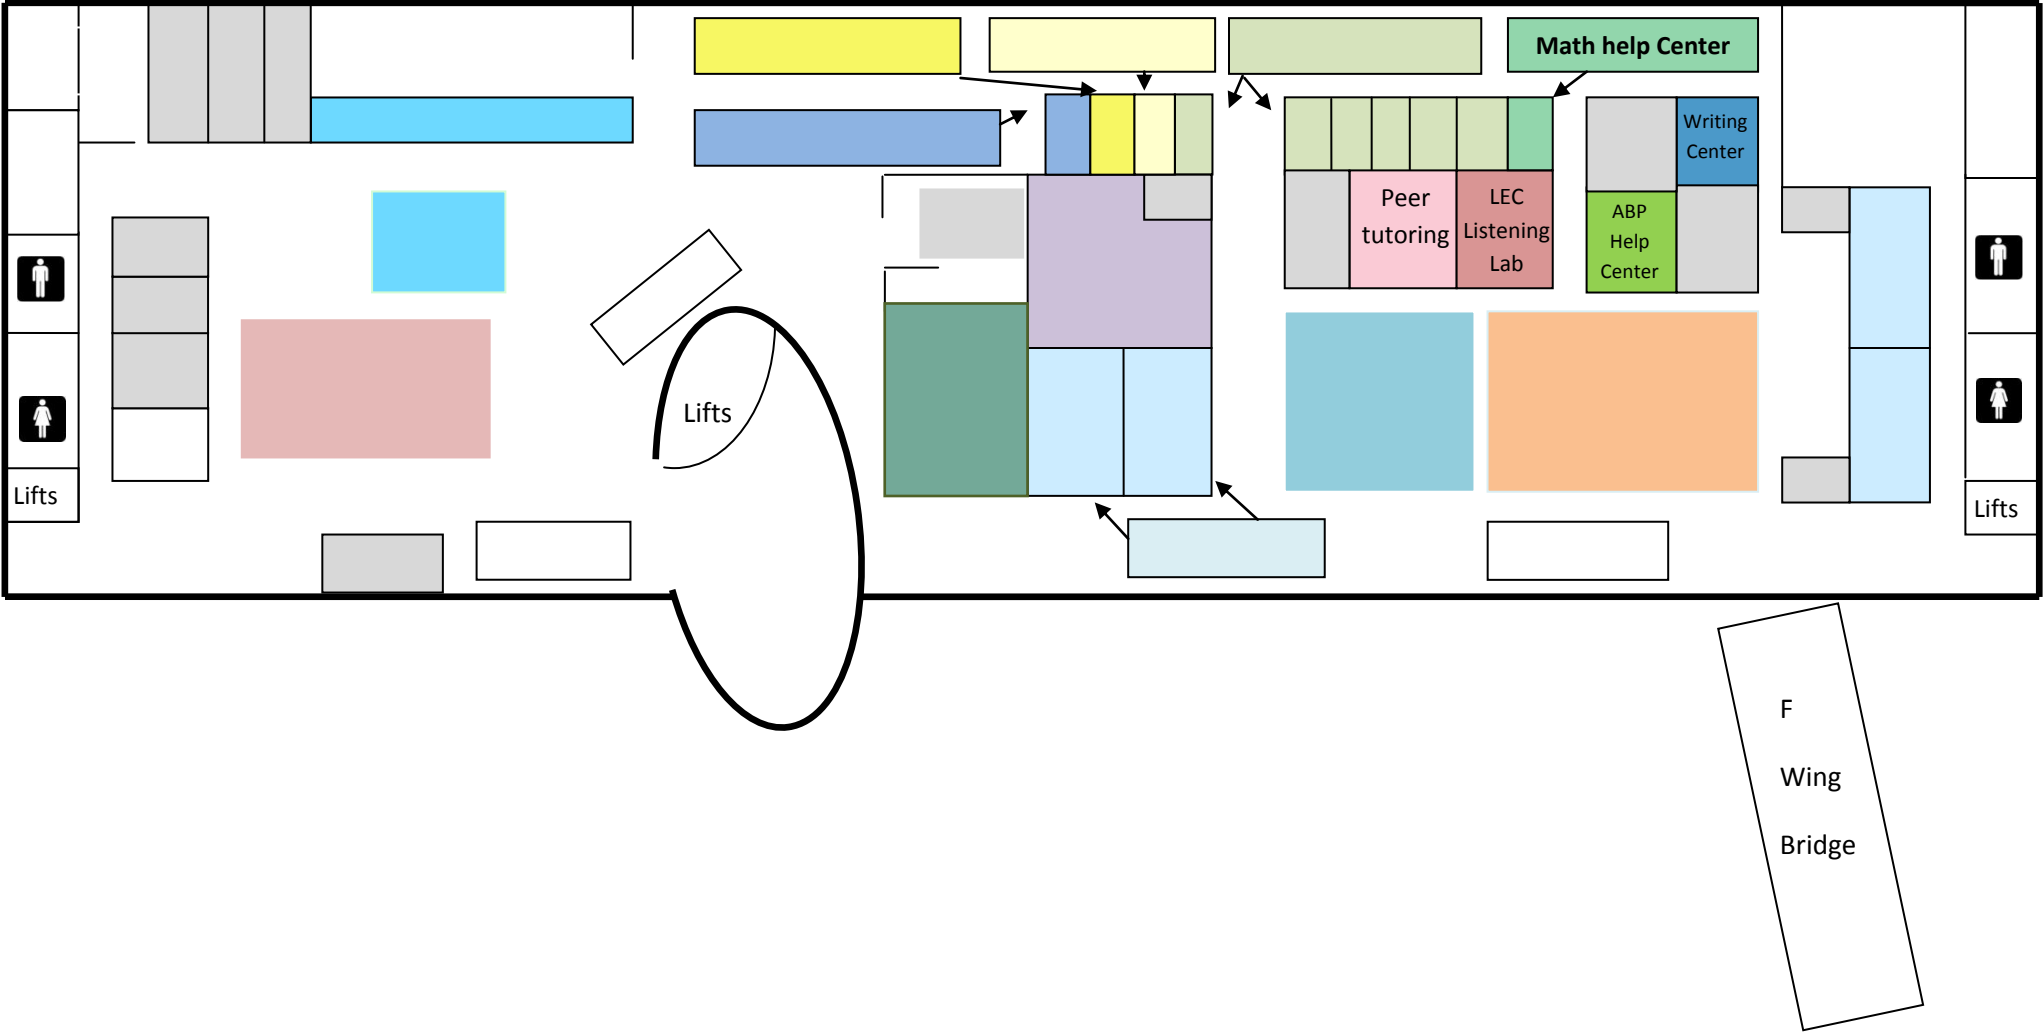 Math help Center
Writing
Center
Peer
tutoring
LEC
Listening
Lab
ABP
Help
Center
Lifts
Lifts
Lifts
F
Wing
Bridge